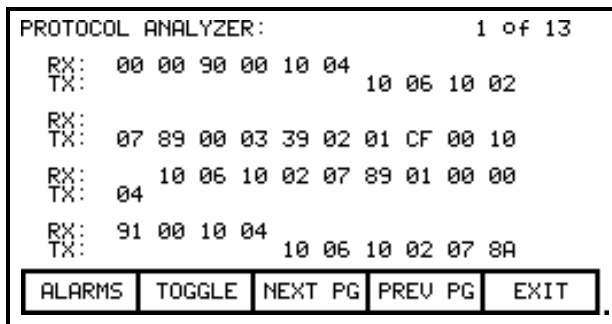 PROTOCOL ANALYZER: 1 of 13
RX: 00 00 90 00 10 04
TX: 10 06 10 02
RX:
TX: 07 89 00 03 39 02 01 CF 00 10
RX: 10 06 10 02 07 89 01 00 00
TX: 04
RX: 91 00 10 04
TX: 10 06 10 02 07 8A
ALARMS TOGGLE NEXT PG PREV PG EXIT